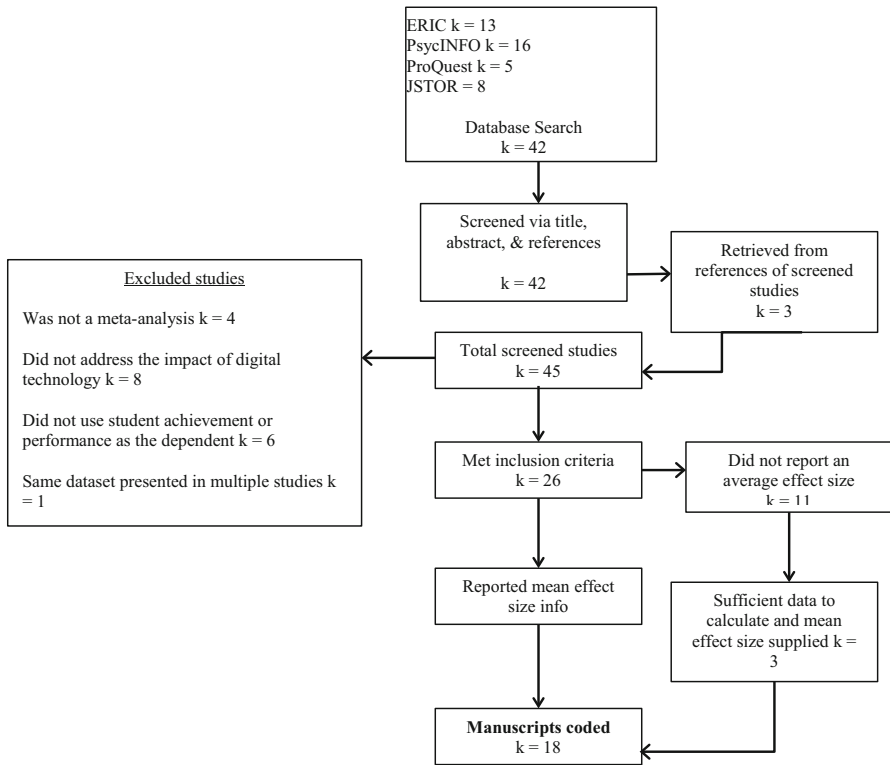 ERIC k = 13
PsycINFO k = 16
ProQuest k = 5
JSTOR = 8
Database Search
k = 42
Screened via title,
abstract, & references
k = 42
Retrieved from
references of screened
studies
k = 3
Excluded studies
Was not a meta-analysis k = 4
Did not address the impact of digital
technology k = 8
Did not use student achievement or
performance as the dependent k = 6
Same dataset presented in multiple studies k
= 1
Total screened studies
k = 45
Met inclusion criteria
k = 26
Did not report an
average effect size
k = 11
Reported mean effect
size info
Sufficient data to
calculate and mean
effect size supplied k =
3
Manuscripts coded
k = 18